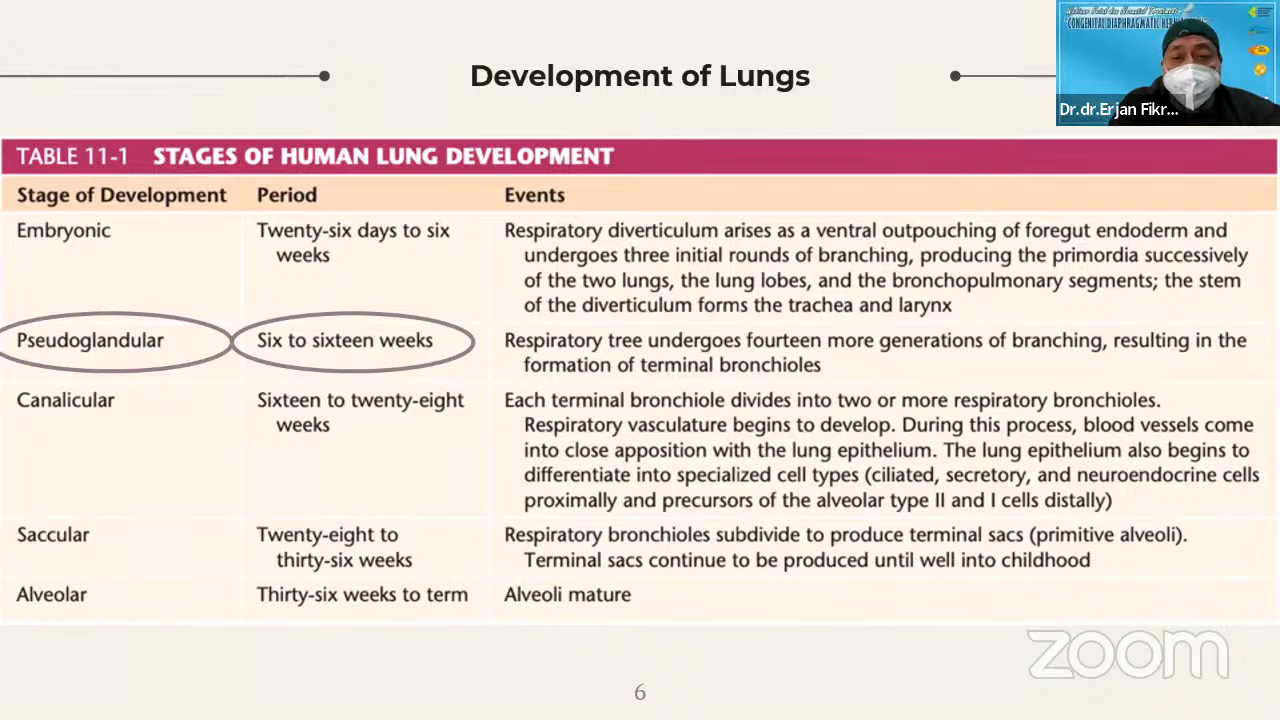 Development of Lungs
CONGENITAL DIAPHRAGMATIC
Dr.dr.Erjan Fikr...
TABLE 11-1 STAGES OF HUMAN LUNG DEVELOPMENT
Stage of Development Period Events
Embryonic Twenty-six days to six weeks Respiratory diverticulum arises as a ventral outpouching of foregut endoderm and
undergoes three initial rounds of branching, producing the primordia successively
of the two lungs, the lung lobes, and the bronchopulmonary segments; the stem
of the diverticulum forms the trachea and larynx
Pseudoglandular Six to sixteen weeks Respiratory tree undergoes fourteen more generations of branching, resulting in the
formation of terminal bronchioles
Canalicular Sixteen to twenty-eight weeks Each terminal bronchiole divides into two or more respiratory bronchioles.
Respiratory vasculature begins to develop. During this process, blood vessels come
into close apposition with the lung epithelium. The lung epithelium also begins to
differentiate into specialized cell types (ciliated, secretory, and neuroendocrine cells
proximally and precursors of the alveolar type II and I cells distally)
Saccular Twenty-eight to thirty-six weeks Respiratory bronchioles subdivide to produce terminal sacs (primitive alveoli).
Terminal sacs continue to be produced until well into childhood
Alveolar Thirty-six weeks to term Alveoli mature
zoom
6